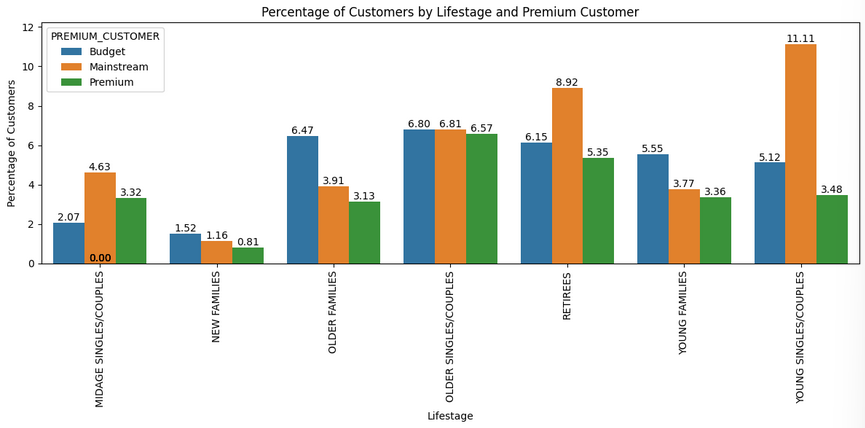 Percentage of Customers by Lifestage and Premium Customer
PREMIUM_CUSTOMER
Budget
Mainstream
Premium
Percentage of Customers
12
10
8
6
4
2
0
2.07
4.63
3.32
0.00
1.52
1.16
0.81
6.47
3.91
3.13
6.80
6.81
6.57
6.15
8.92
5.35
5.55
3.77
3.36
5.12
11.11
3.48
MIDAGE SINGLES/COUPLES
NEW FAMILIES
OLDER FAMILIES
OLDER SINGLES/COUPLES
RETIREES
YOUNG FAMILIES
YOUNG SINGLES/COUPLES
Lifestage